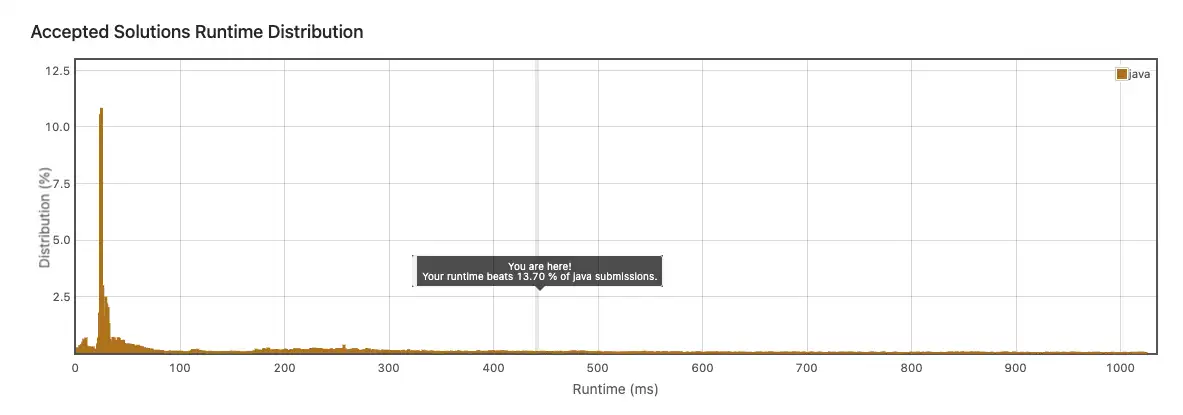 Accepted Solutions Runtime Distribution
12.5
java
10.0
Distribution (%)
7.5
5.0
You are here!
Your runtime beats 13.70 % of java submissions.
2.5
0 100 200 300 400 500 600 700 800 900 1000
Runtime (ms)